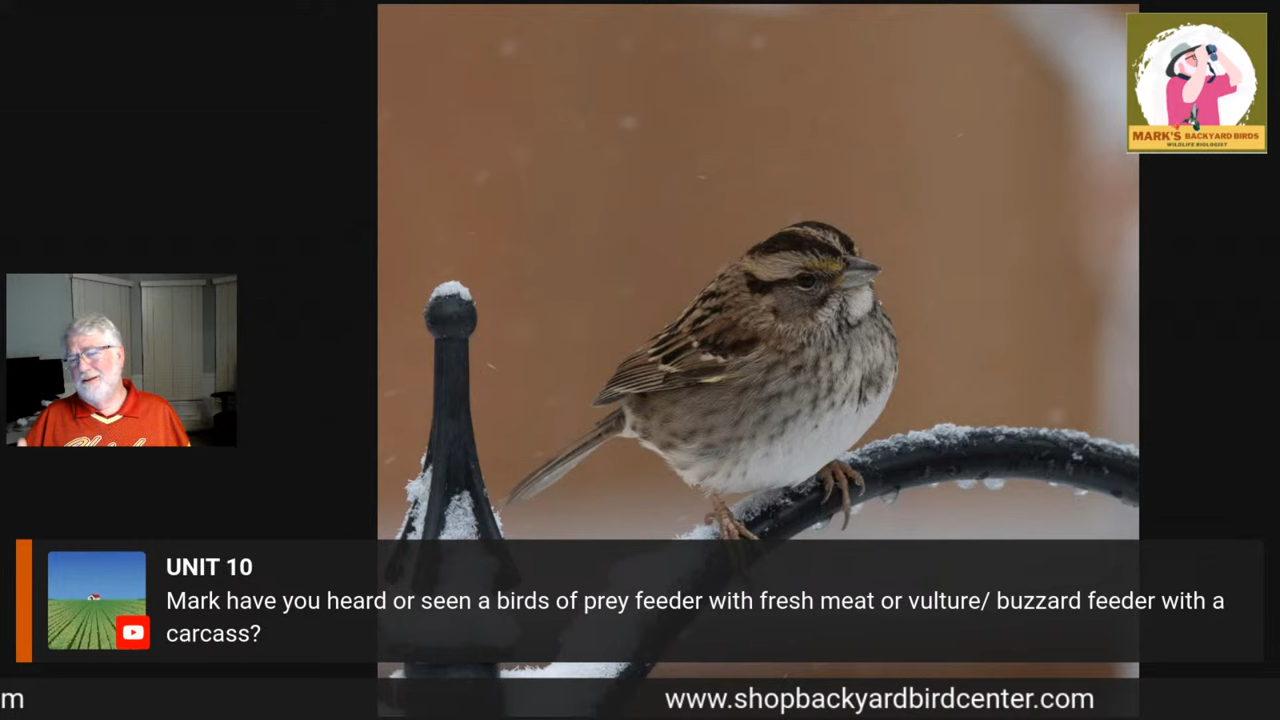 MARK'S BACKYARD BIRDS
WILDLIFE BIOLOGIST
UNIT 10
Mark have you heard or seen a birds of prey feeder with fresh meat or vulture/ buzzard feeder with a
carcass?
m
www.shopbackyardbirdcenter.com